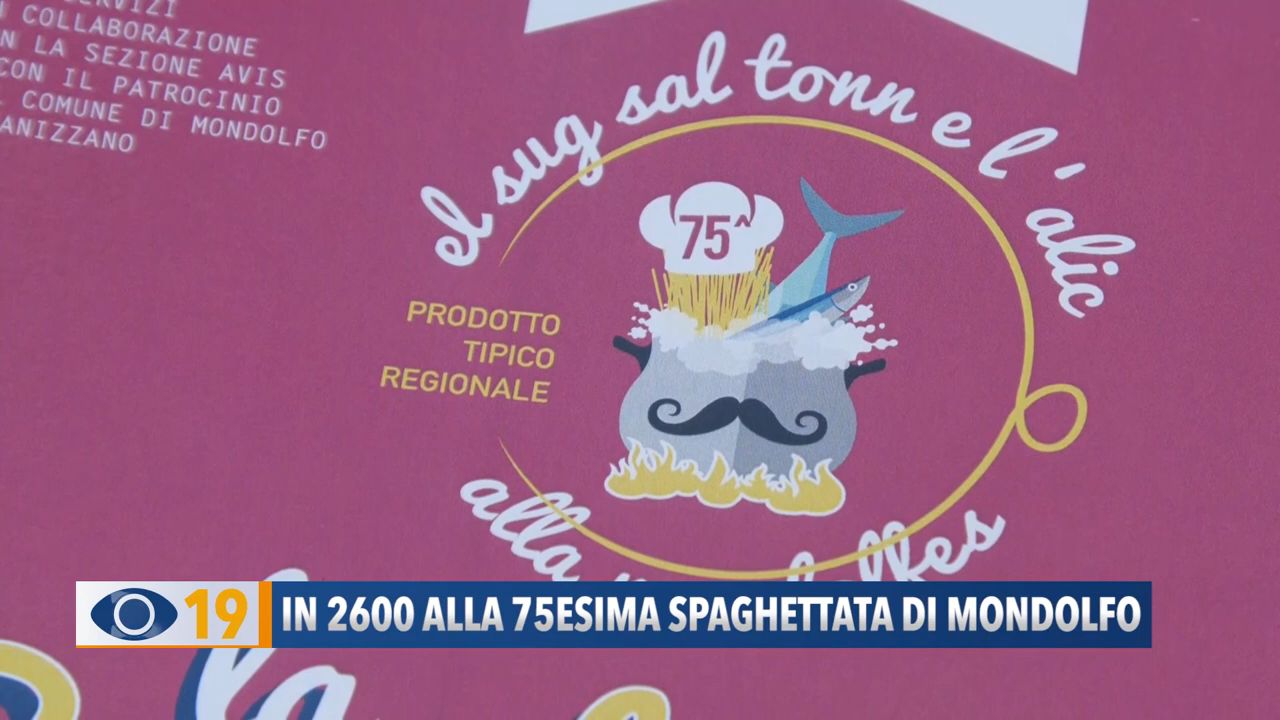 COLLABORAZIONE
LA SEZIONE AVIS
CON IL PATROCINIO
COMUNE DI MONDOLFO
el sug sal tonn e l'alic
75^
PRODOTTO
TIPICO
REGIONALE
alla
19 IN 2600 ALLA 75ESIMA SPAGHETTATA DI MONDOLFO